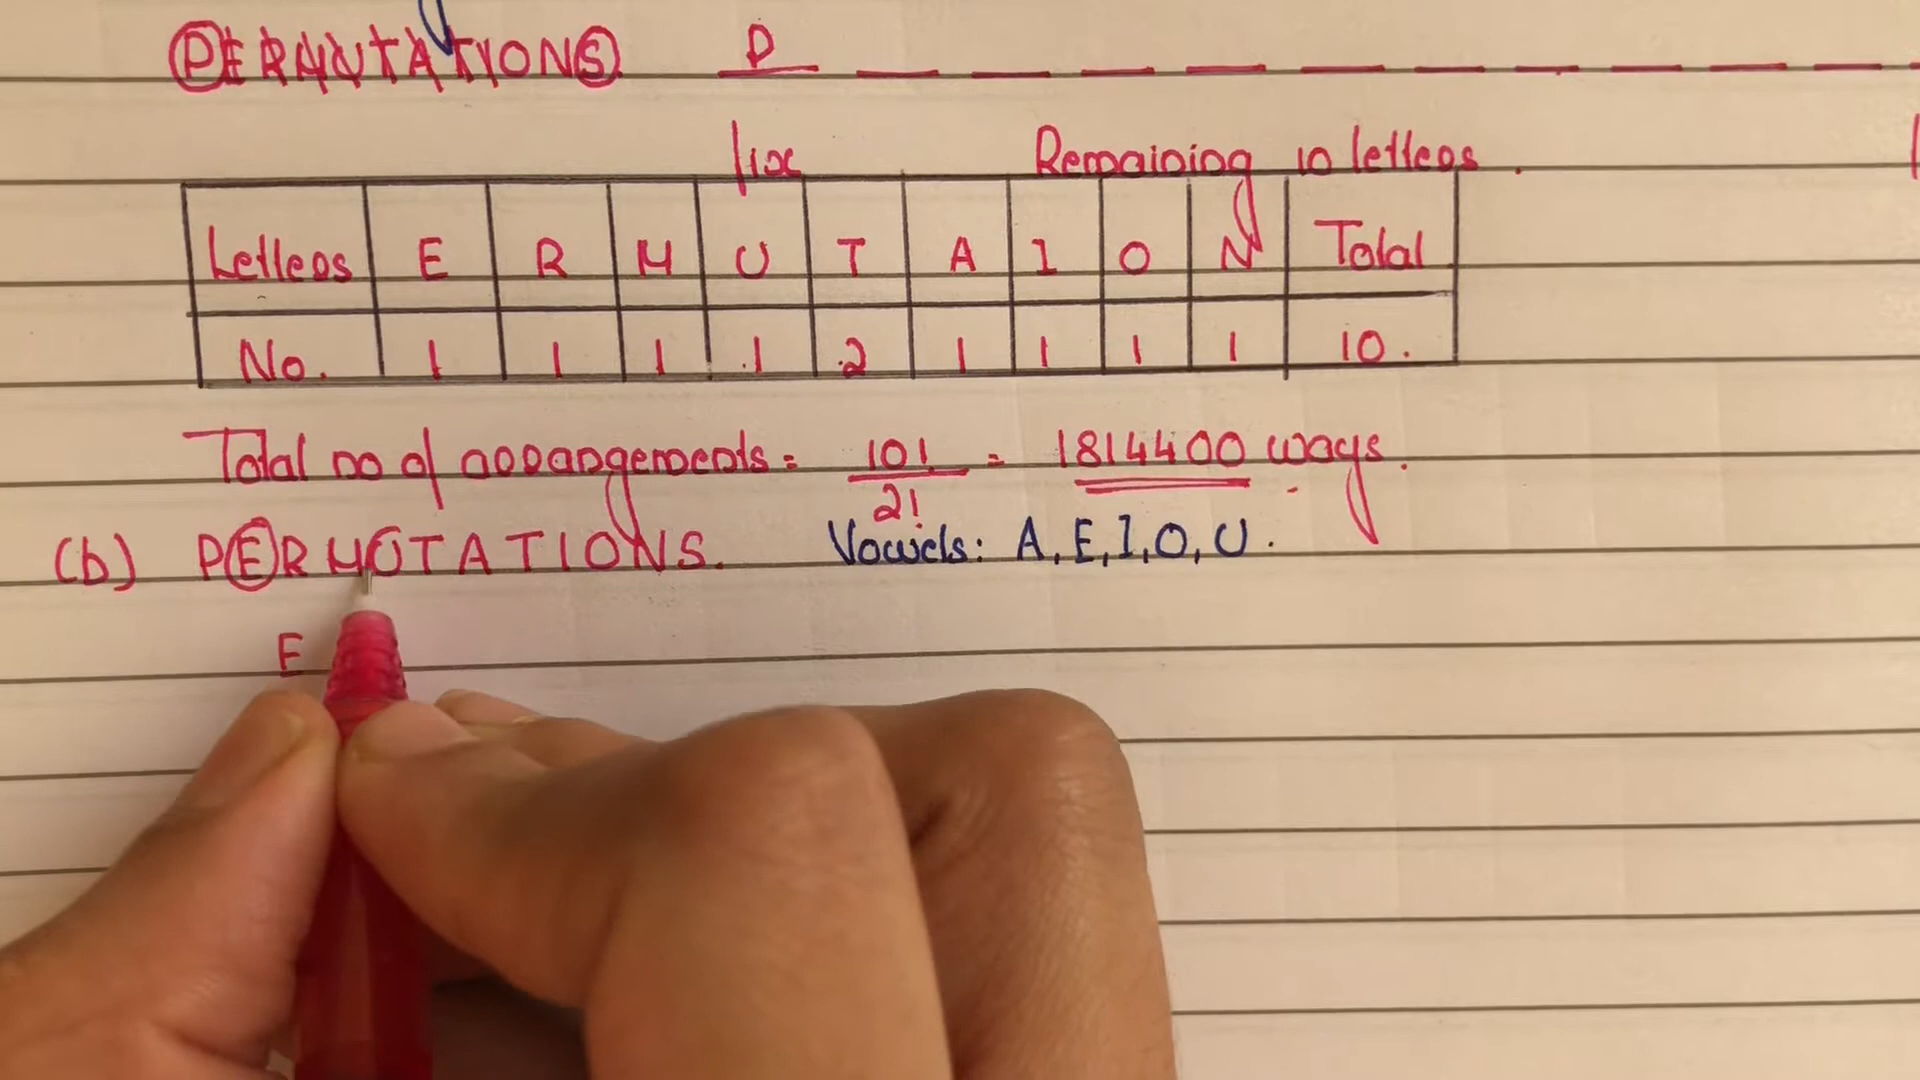 PERMUTATIONS P
fix Remaining 10 letters.
Letters E R M U T A I O N Total
No. 1 1 1 1 2 1 1 1 1 10.
Total no of arrangements = 10! / 2! = 1814400 ways.
(b) PERMUTATIONS. Vowels: A, E, I, O, U.
E